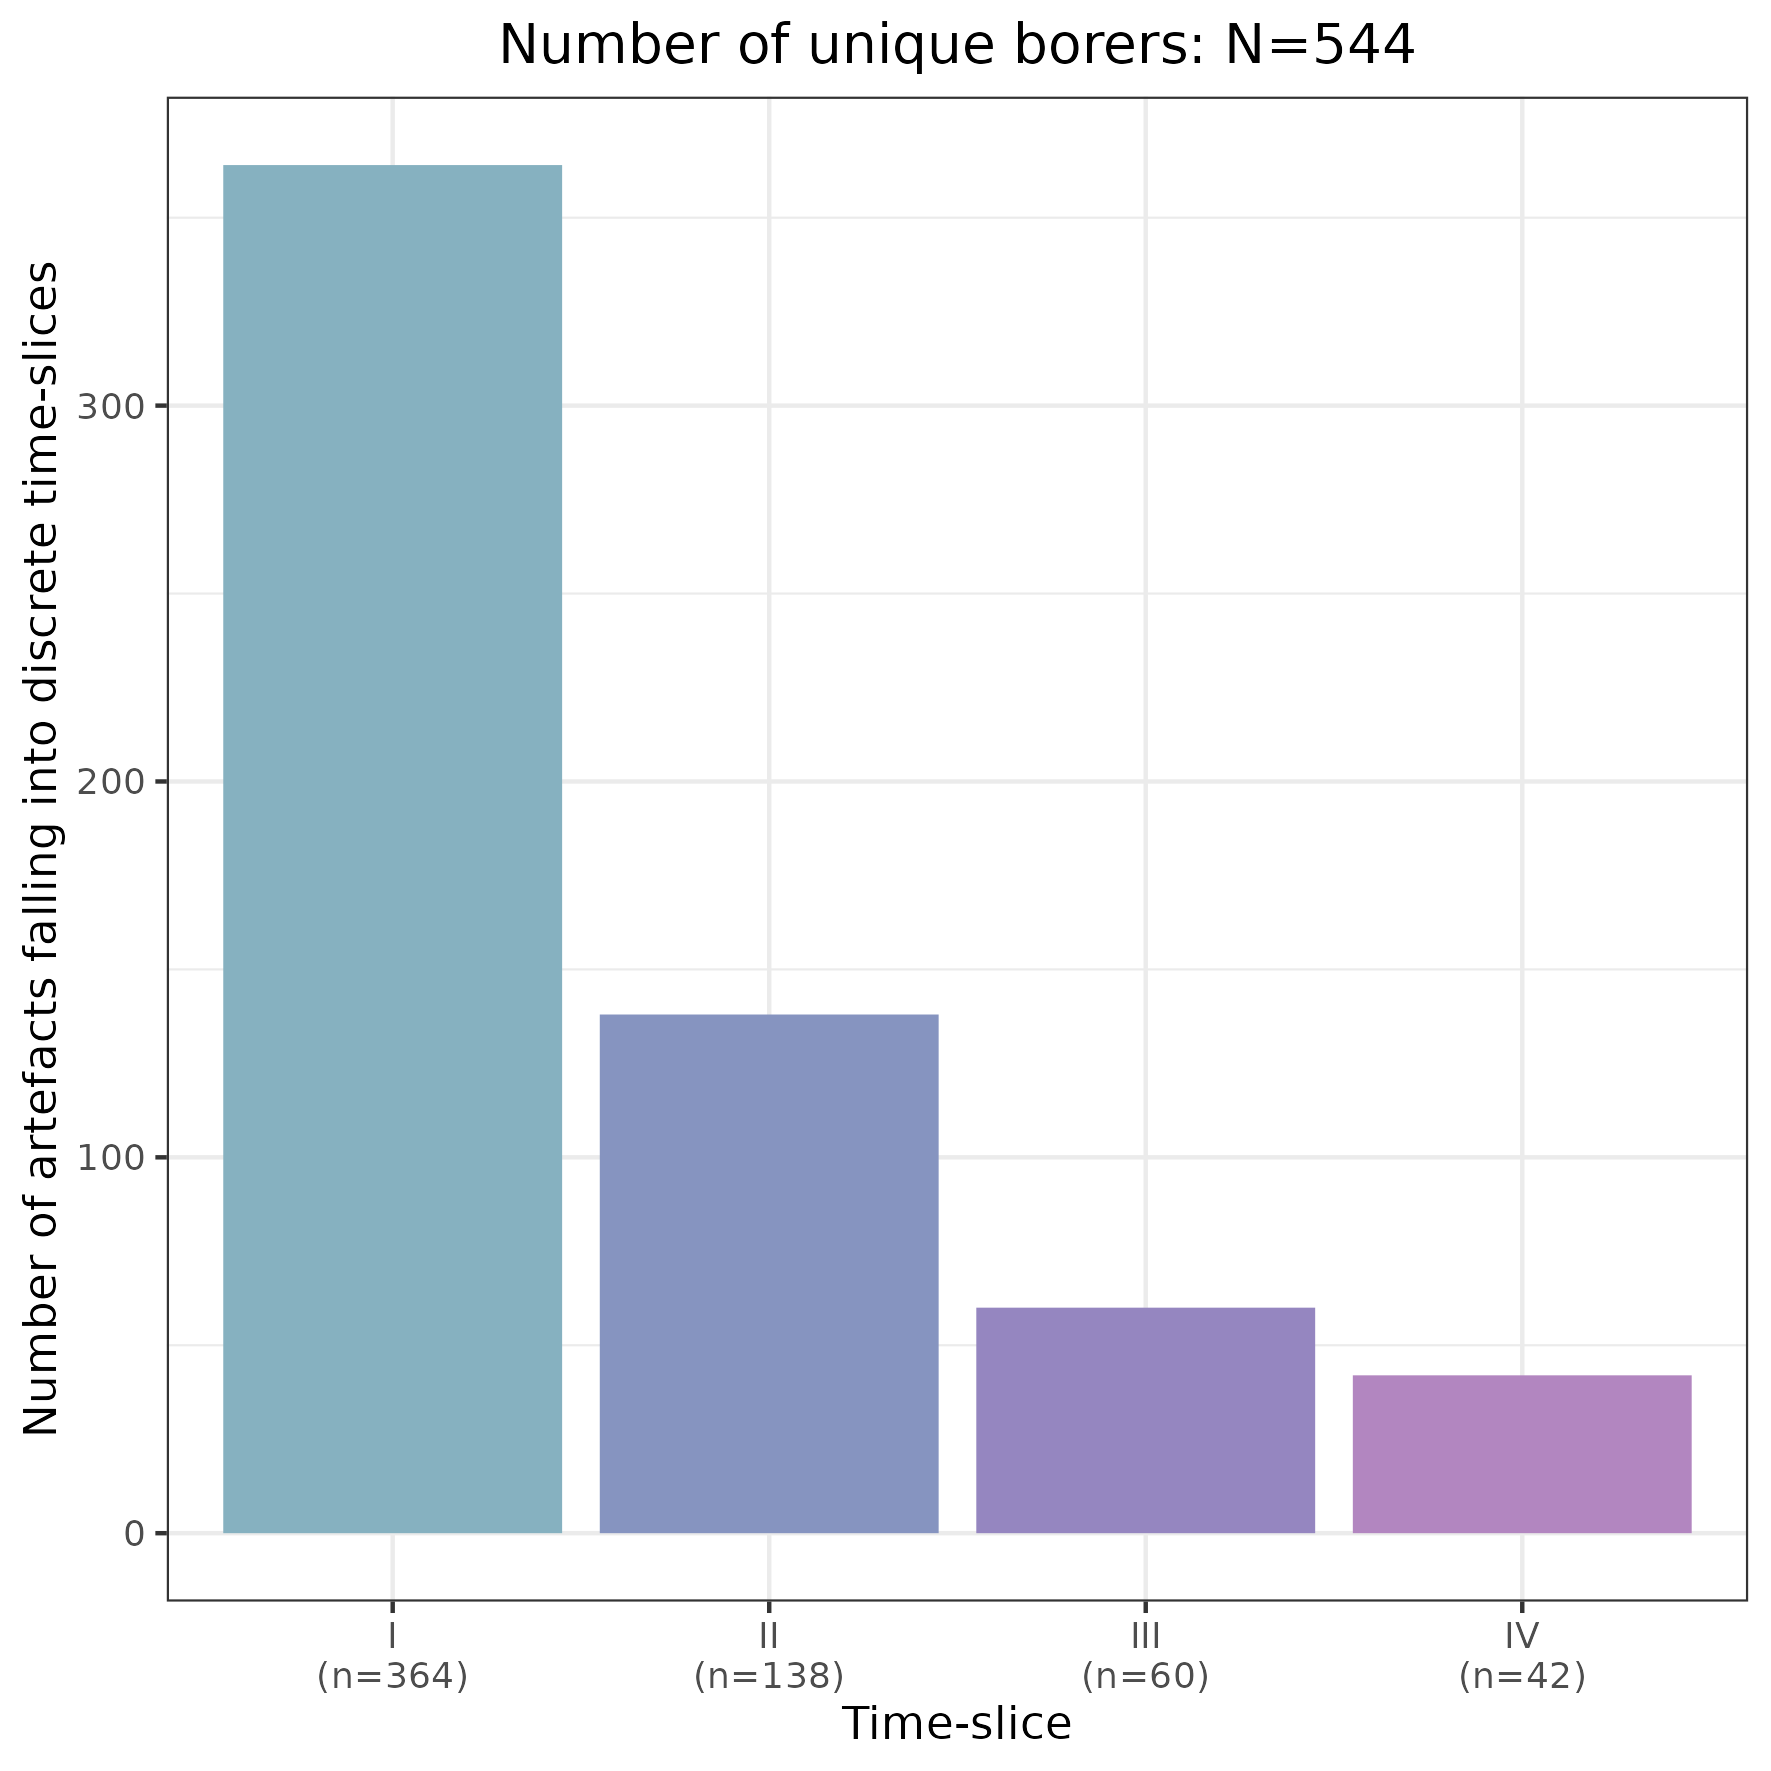 Number of unique borers: N=544
Number of artefacts falling into discrete time-slices
300
200
100
0
I
(n=364)
II
(n=138)
III
(n=60)
IV
(n=42)
Time-slice